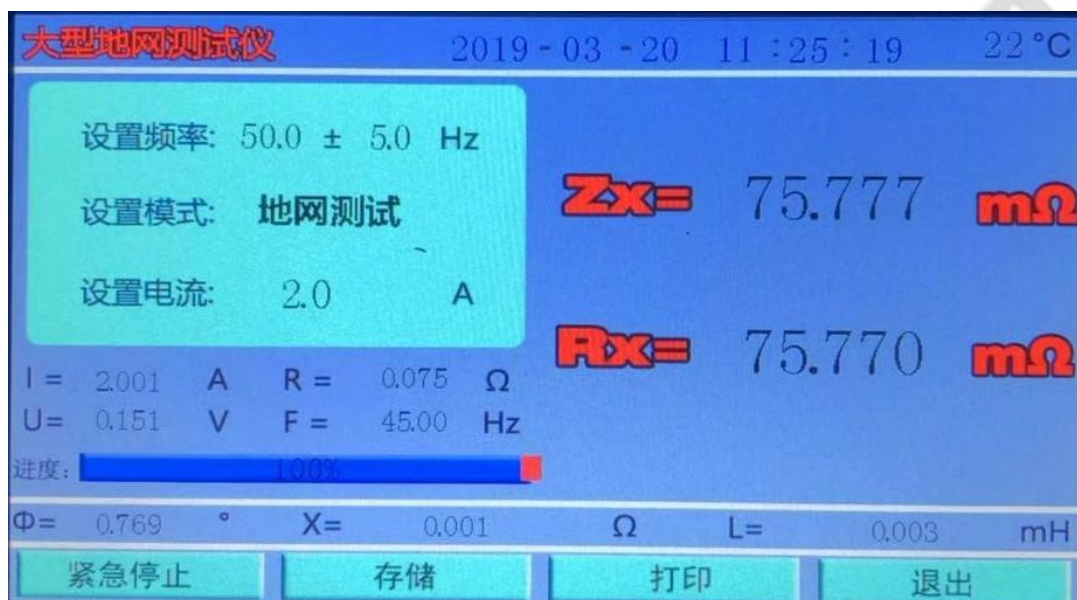 大型地网测试仪 2019-03-20 11:25:19 22°C
设置频率: 50.0 ± 5.0 Hz
设置模式: 地网测试
设置电流: 2.0 A
Zx= 75.777 mΩ
Rx= 75.770 mΩ
I = 2.001 A R = 0.075 Ω
U= 0.151 V F = 45.00 Hz
进度: 100%
Φ= 0.769 ° X= 0.001 Ω L= 0.003 mH
紧急停止 存储 打印 退出